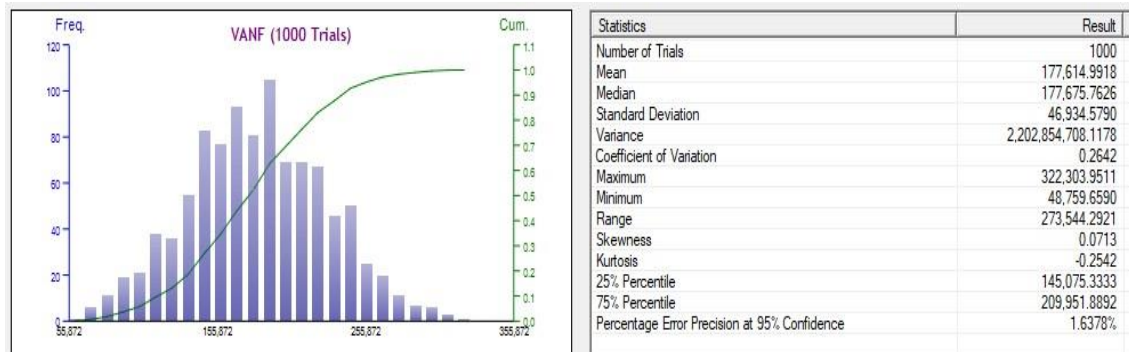 Freq.
VANF (1000 Trials)
Cum.
120
100
80
60
40
20
0
1.1
1.0
0.9
0.8
0.7
0.6
0.5
0.4
0.3
0.2
0.1
0.0
55,872
155,872
255,872
355,872
Statistics Result
Number of Trials 1000
Mean 177,614.9918
Median 177,675.7626
Standard Deviation 46,934.5790
Variance 2,202,854,708.1178
Coefficient of Variation 0.2642
Maximum 322,303.9511
Minimum 48,759.6590
Range 273,544.2921
Skewness 0.0713
Kurtosis -0.2542
25% Percentile 145,075.3333
75% Percentile 209,951.8892
Percentage Error Precision at 95% Confidence 1.6378%